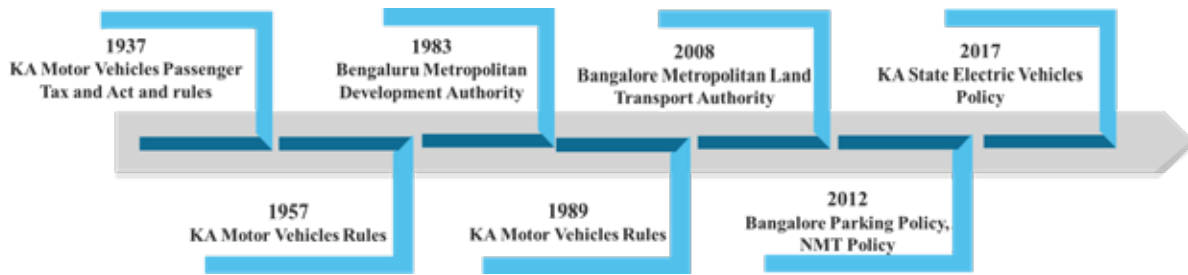 1937
KA Motor Vehicles Passenger
Tax and Act and rules
1957
KA Motor Vehicles Rules
1983
Bengaluru Metropolitan
Development Authority
1989
KA Motor Vehicles Rules
2008
Bangalore Metropolitan Land
Transport Authority
2012
Bangalore Parking Policy,
NMT Policy
2017
KA State Electric Vehicles
Policy